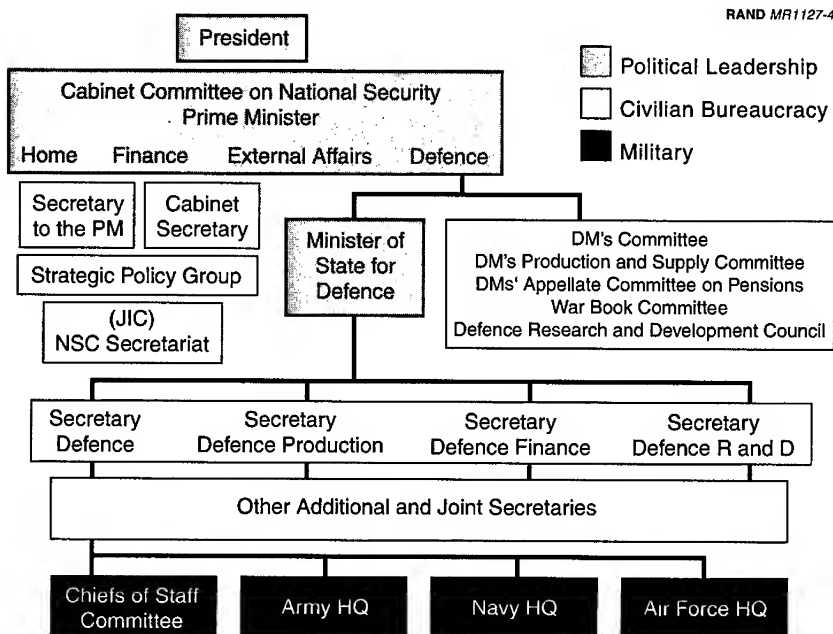 RAND MR1127-4
President
Political Leadership
Civilian Bureaucracy
Military
Cabinet Committee on National Security
Prime Minister
Home Finance External Affairs Defence
Secretary
to the PM
Cabinet
Secretary
Strategic Policy Group
(JIC)
NSC Secretariat
Minister of
State for
Defence
DM's Committee
DM's Production and Supply Committee
DMs' Appellate Committee on Pensions
War Book Committee
Defence Research and Development Council
Secretary
Defence
Secretary
Defence Production
Secretary
Defence Finance
Secretary
Defence R and D
Other Additional and Joint Secretaries
Chiefs of Staff
Committee
Army HQ
Navy HQ
Air Force HQ